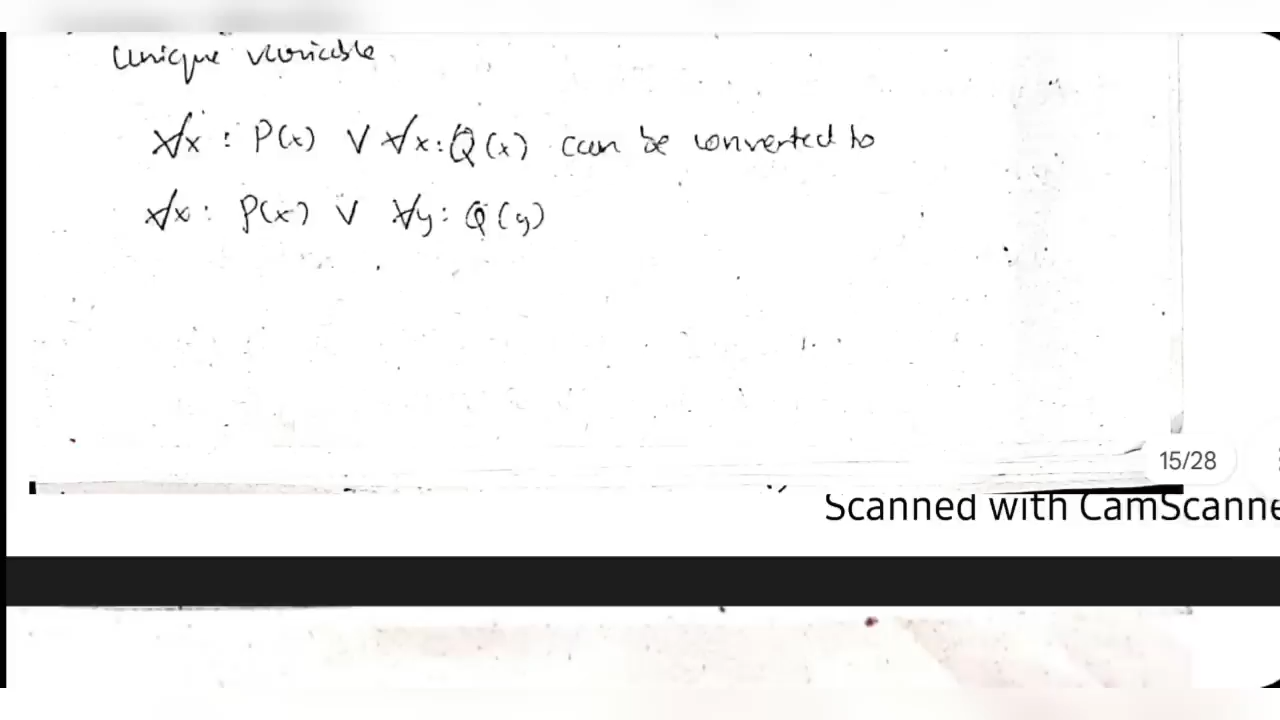 unique variable
∀x : P(x) ∨ ∀x : Q(x) can be converted to
∀x : P(x) ∨ ∀y : Q(y)
15/28
Scanned with CamScanne